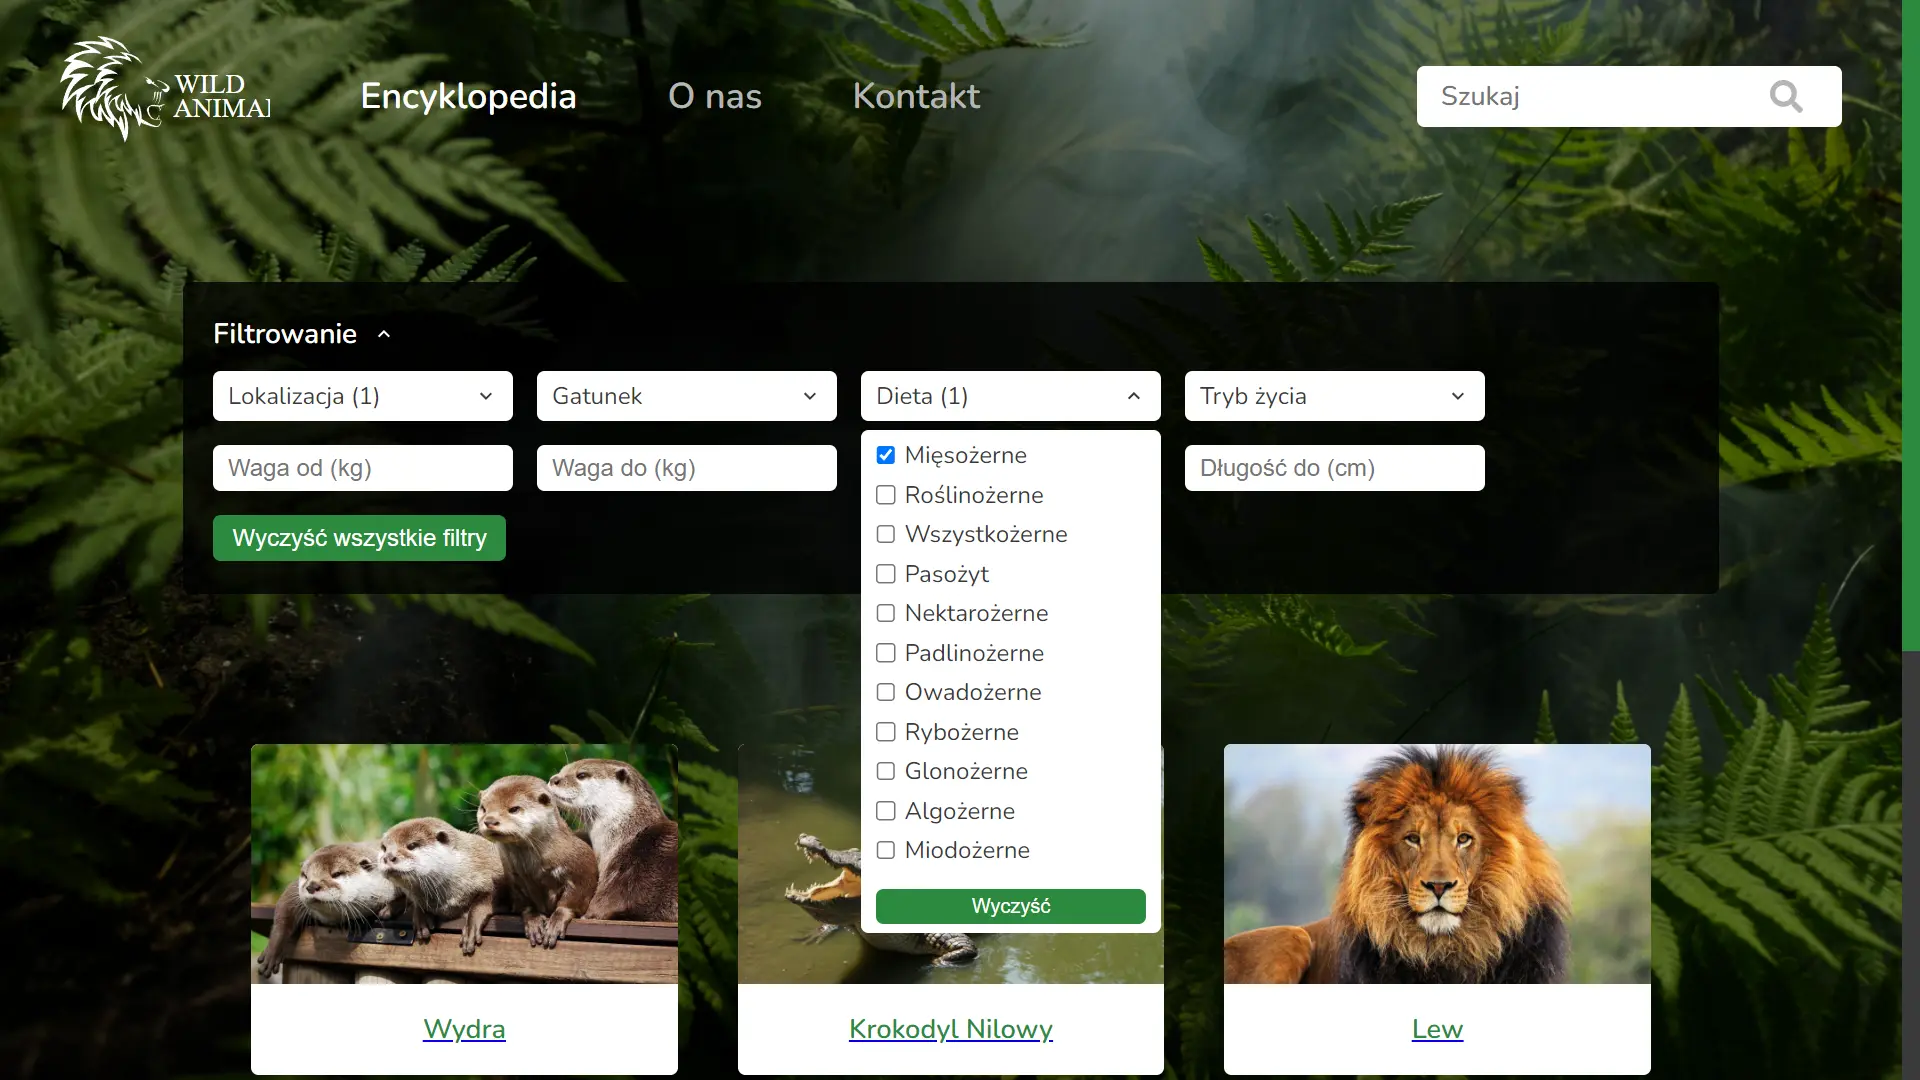 WILD
ANIMAL
Encyklopedia
O nas
Kontakt
Szukaj
Filtrowanie
Lokalizacja (1)
Gatunek
Dieta (1)
Tryb życia
Waga od (kg)
Waga do (kg)
Długość do (cm)
Wyczyść wszystkie filtry
Mięsożerne
Roślinożerne
Wszystkożerne
Pasożyt
Nektarożerne
Padlinożerne
Owadożerne
Rybożerne
Glonożerne
Algożerne
Miodożerne
Wyczyść
Wydra
Krokodyl Nilowy
Lew